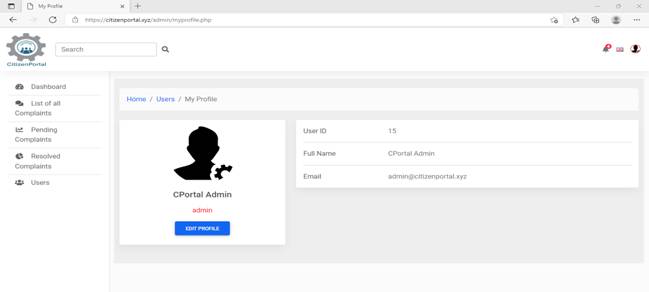 My Profile
https://citizenportal.xyz/admin/myprofile.php
CitizenPortal
Search
Dashboard
List of all
Complaints
Pending
Complaints
Resolved
Complaints
Users
Home / Users / My Profile
CPortal Admin
admin
EDIT PROFILE
User ID 15
Full Name CPortal Admin
Email admin@citizenportal.xyz